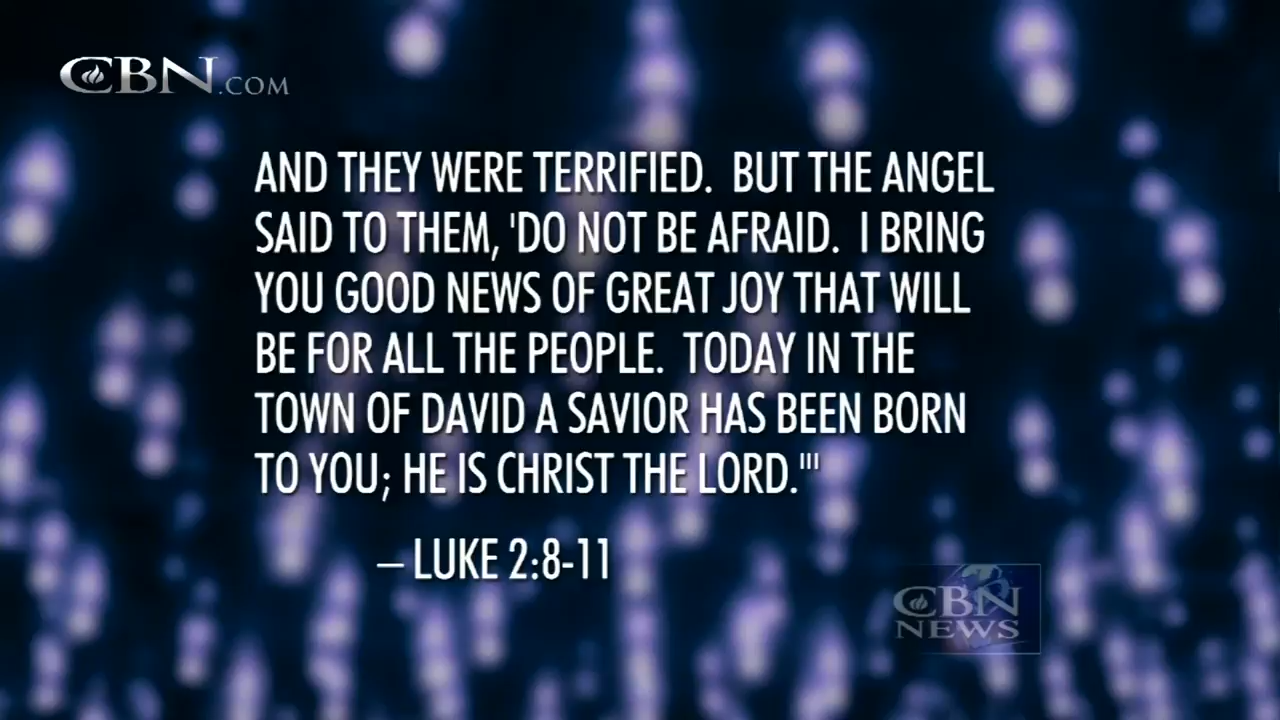 CBN.COM
AND THEY WERE TERRIFIED.  BUT THE ANGEL
SAID TO THEM, 'DO NOT BE AFRAID.  I BRING
YOU GOOD NEWS OF GREAT JOY THAT WILL
BE FOR ALL THE PEOPLE.  TODAY IN THE
TOWN OF DAVID A SAVIOR HAS BEEN BORN
TO YOU; HE IS CHRIST THE LORD.'"
– LUKE 2:8-11
CBN
NEWS